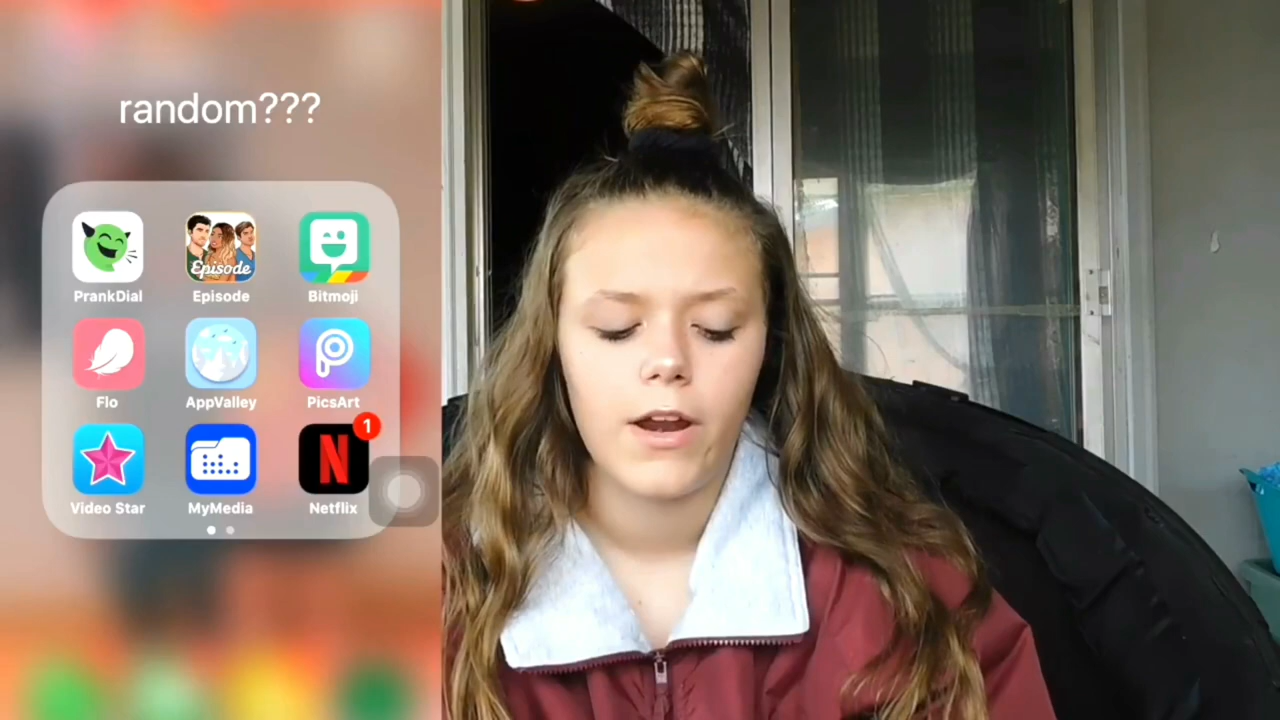 random???
Episode
PrankDial Episode Bitmoji
Flo AppValley PicsArt
1
N
Video Star MyMedia Netflix